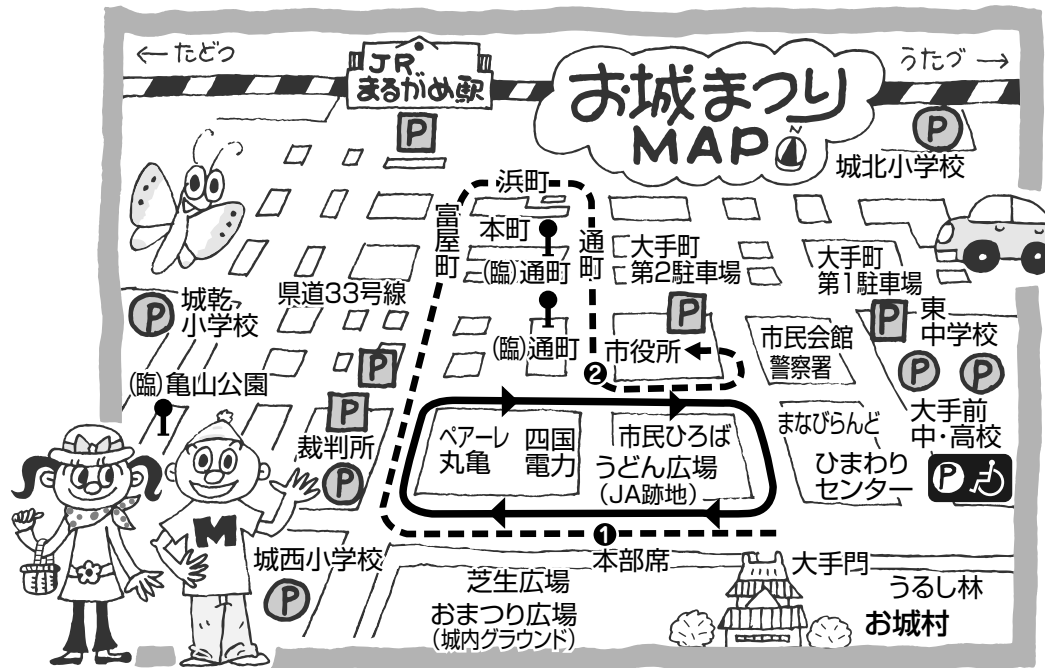 ← たどつ
JR
まるがめ駅
うたづ →
お城まつり
MAP
N
P
P
城北小学校
浜町
富屋町
本町
通町
(臨)通町
大手町
第2駐車場
大手町
第1駐車場
県道33号線
P
城乾
小学校
P
P
東
中学校
(臨)通町
市役所
市民会館
警察署
P
P
P
❷
(臨)亀山公園
P
裁判所
P
ペアーレ
丸亀
四国
電力
市民ひろば
うどん広場
(JA跡地)
まなびらんど
ひまわり
センター
大手前
中・高校
P
M
❶
本部席
城西小学校
P
芝生広場
おまつり広場
(城内グラウンド)
大手門
うるし林
お城村